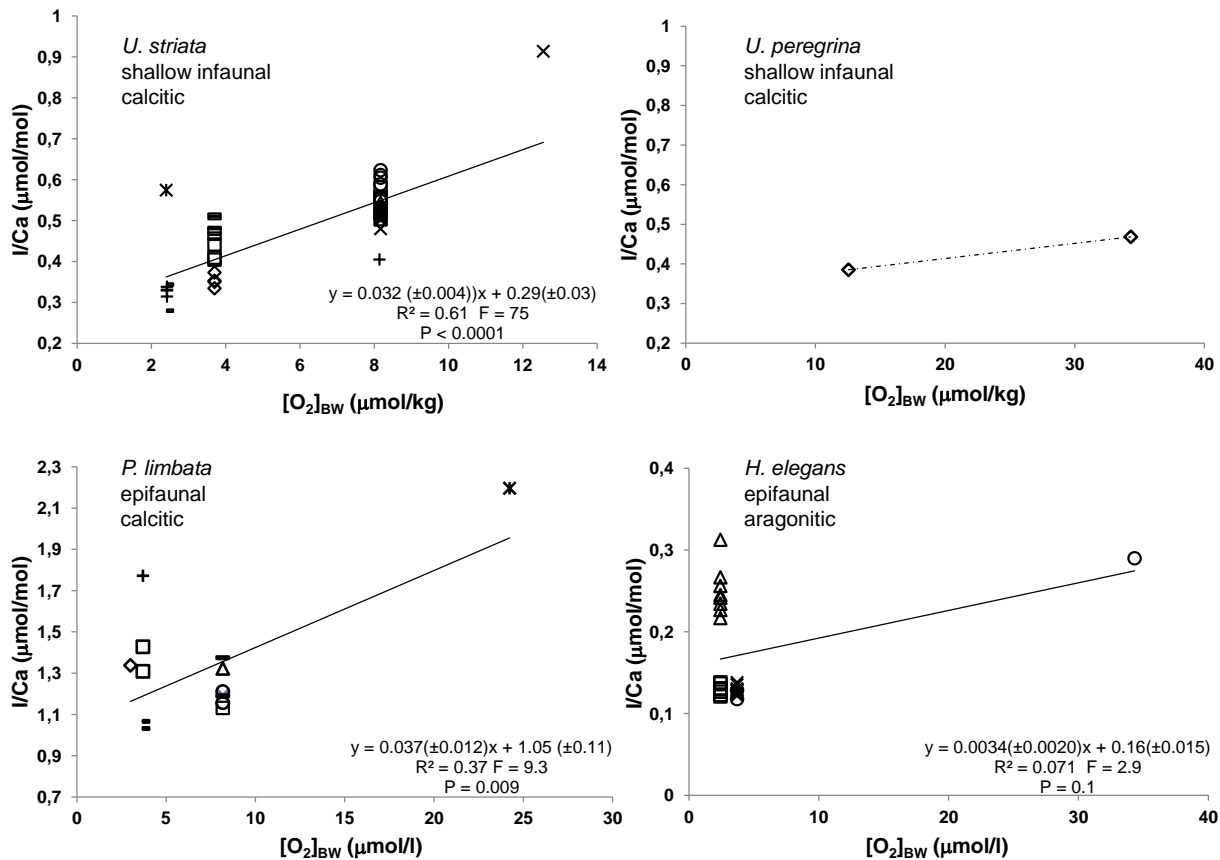 U. striata
shallow infaunal
calcitic
I/Ca (µmol/mol)
1
0,9
0,8
0,7
0,6
0,5
0,4
0,3
0,2
y = 0.032 (±0.004))x + 0.29(±0.03)
R² = 0.61 F = 75
P < 0.0001
0 2 4 6 8 10 12 14
[O₂]BW (µmol/kg)
U. peregrina
shallow infaunal
calcitic
I/Ca (µmol/mol)
1
0,9
0,8
0,7
0,6
0,5
0,4
0,3
0,2
0 10 20 30 40
[O₂]BW (µmol/kg)
P. limbata
epifaunal
calcitic
I/Ca (µmol/mol)
2,3
2,1
1,9
1,7
1,5
1,3
1,1
0,9
0,7
y = 0.037(±0.012)x + 1.05 (±0.11)
R² = 0.37 F = 9.3
P = 0.009
0 5 10 15 20 25 30
[O₂]BW (µmol/l)
H. elegans
epifaunal
aragonitic
I/Ca (µmol/mol)
0,4
0,3
0,2
0,1
0
y = 0.0034(±0.0020)x + 0.16(±0.015)
R² = 0.071 F = 2.9
P = 0.1
0 10 20 30 40
[O₂]BW (µmol/l)